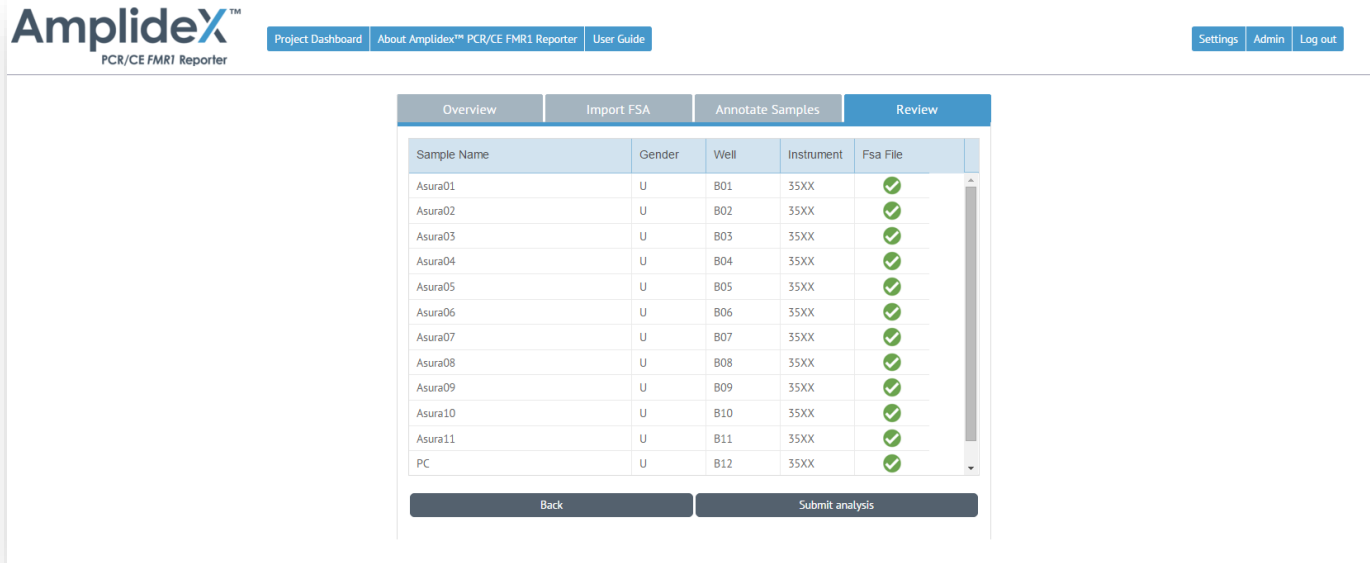 AmplideX™
PCR/CE FMR1 Reporter
Project Dashboard About Amplidex™ PCR/CE FMR1 Reporter User Guide
Settings Admin Log out
Overview Import FSA Annotate Samples Review
Sample Name Gender Well Instrument Fsa File
Asura01 U B01 35XX
Asura02 U B02 35XX
Asura03 U B03 35XX
Asura04 U B04 35XX
Asura05 U B05 35XX
Asura06 U B06 35XX
Asura07 U B07 35XX
Asura08 U B08 35XX
Asura09 U B09 35XX
Asura10 U B10 35XX
Asura11 U B11 35XX
PC U B12 35XX
Back Submit analysis